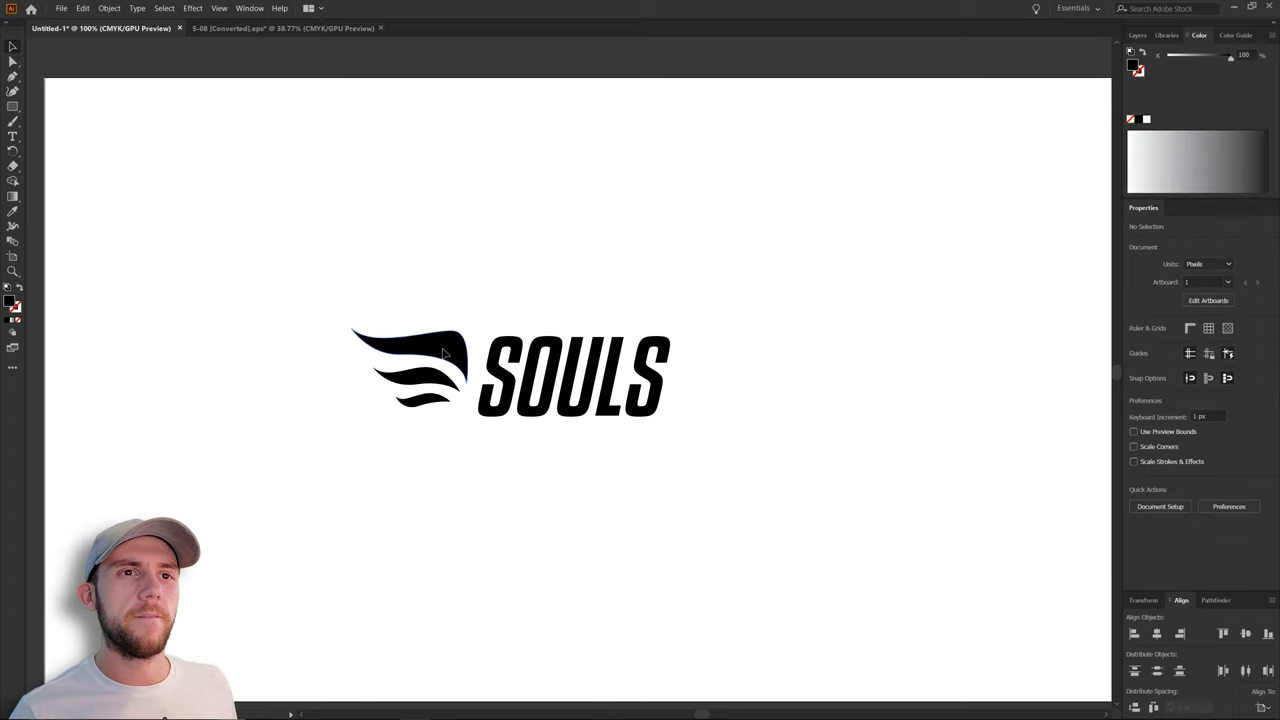 File Edit Object Type Select Effect View Window Help
Essentials
Search Adobe Stock
Untitled-1* @ 100% (CMYK/GPU Preview) ×
S-08 [Converted].eps* @ 38.77% (CMYK/GPU Preview) ×
Layers Libraries Color Color Guide
K 100 %
Properties
No Selection
Document
Units: Pixels
Artboard: 1
Edit Artboards
Ruler & Grids
Guides
Snap Options
Preferences
Keyboard Increment: 1 px
Use Preview Bounds
Scale Corners
Scale Strokes & Effects
Quick Actions
Document Setup Preferences
SOULS
Transform Align Pathfinder
Align Objects:
Distribute Objects:
Distribute Spacing: Align To: